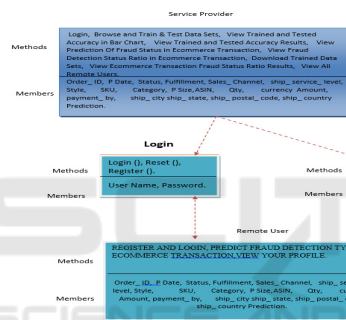 Service Provider
Methods
Login, Browse and Train & Test Data Sets, View Trained and Tested
Accuracy in Bar Chart, View Trained and Tested Accuracy Results, View
Prediction Of Fraud Status in Ecommerce Transaction, View Fraud
Detection Status Ratio in Ecommerce Transaction, Download Trained Data
Sets, View Ecommerce Transaction Fraud Status Ratio Results, View All
Remote Users.
Members
Order_ ID, P Date, Status, Fulfillment, Sales_ Channel, ship_ service_ level,
Style, SKU, Category, P Size, ASIN, Qty, currency Amount,
payment_ by, ship_ city ship_ state, ship_ postal_ code, ship_ country
Prediction.
Login
Methods
Login (), Reset (),
Register ().
Members
User Name, Password.
Methods
Members
Remote User
Methods
REGISTER AND LOGIN, PREDICT FRAUD DETECTION TY
ECOMMERCE TRANSACTION,VIEW YOUR PROFILE.
Members
Order_ ID, P Date, Status, Fulfillment, Sales_ Channel, ship_ se
level, Style, SKU, Category, P Size,ASIN, Qty, cu
Amount, payment_ by, ship_ city ship_ state, ship_ postal_
ship_ country Prediction.